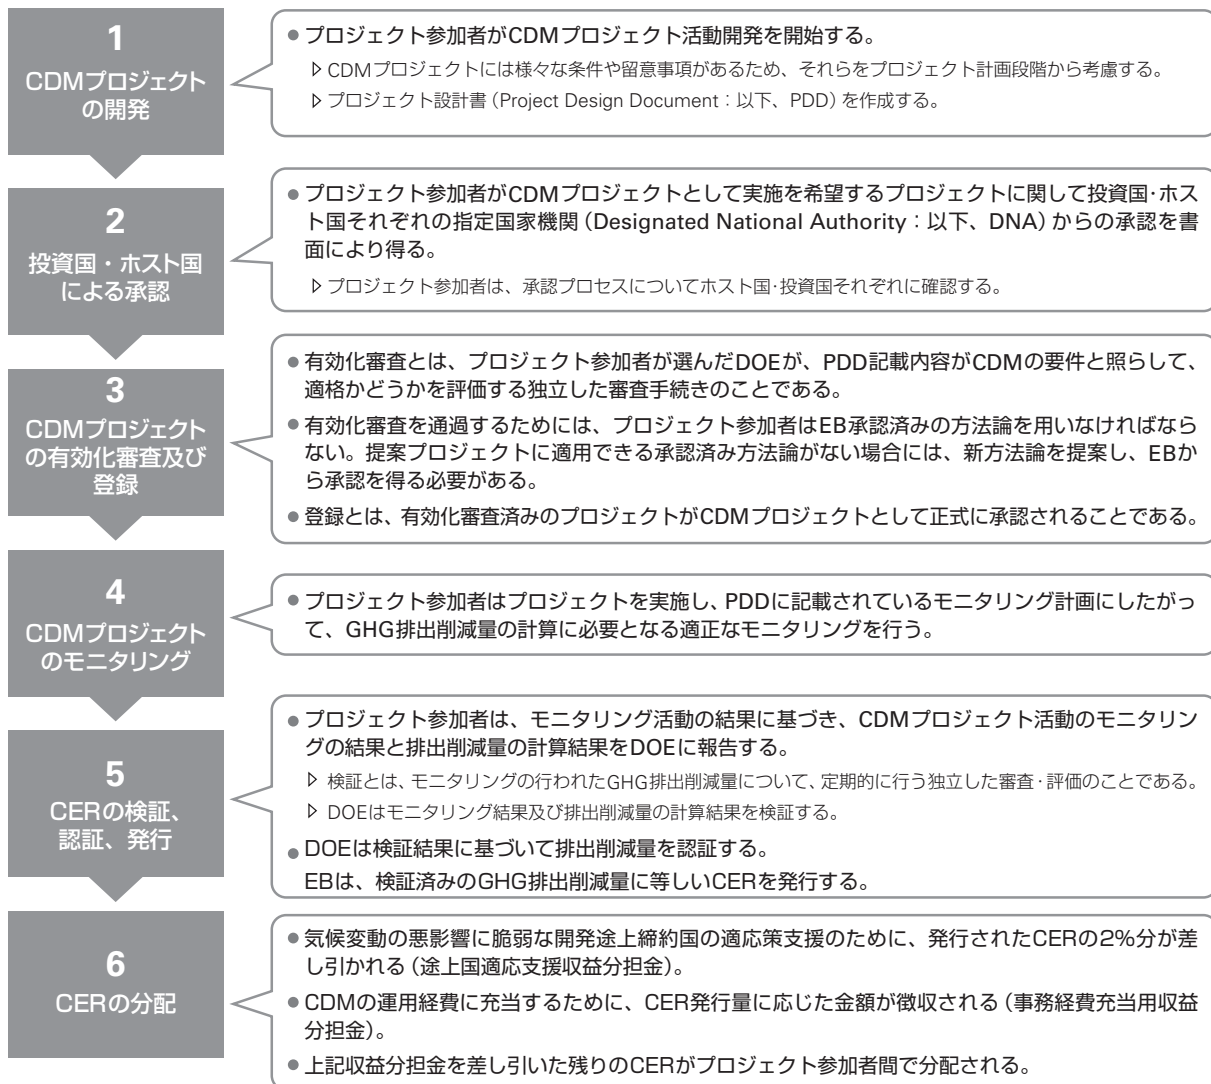 1
CDMプロジェクト
の開発
●プロジェクト参加者がCDMプロジェクト活動開発を開始する。
▷CDMプロジェクトには様々な条件や留意事項があるため、それらをプロジェクト計画段階から考慮する。
▷プロジェクト設計書（Project Design Document：以下、PDD）を作成する。
2
投資国・ホスト国
による承認
●プロジェクト参加者がCDMプロジェクトとして実施を希望するプロジェクトに関して投資国・ホス
ト国それぞれの指定国家機関（Designated National Authority：以下、DNA）からの承認を書
面により得る。
▷プロジェクト参加者は、承認プロセスについてホスト国・投資国それぞれに確認する。
3
CDMプロジェクト
の有効化審査及び
登録
●有効化審査とは、プロジェクト参加者が選んだDOEが、PDD記載内容がCDMの要件と照らして、
適格かどうかを評価する独立した審査手続きのことである。
●有効化審査を通過するためには、プロジェクト参加者はEB承認済みの方法論を用いなければなら
ない。提案プロジェクトに適用できる承認済み方法論がない場合には、新方法論を提案し、EBか
ら承認を得る必要がある。
●登録とは、有効化審査済みのプロジェクトがCDMプロジェクトとして正式に承認されることである。
4
CDMプロジェクト
のモニタリング
●プロジェクト参加者はプロジェクトを実施し、PDDに記載されているモニタリング計画にしたがっ
て、GHG排出削減量の計算に必要となる適正なモニタリングを行う。
5
CERの検証、
認証、発行
●プロジェクト参加者は、モニタリング活動の結果に基づき、CDMプロジェクト活動のモニタリン
グの結果と排出削減量の計算結果をDOEに報告する。
▷ 検証とは、モニタリングの行われたGHG排出削減量について、定期的に行う独立した審査・評価のことである。
▷ DOEはモニタリング結果及び排出削減量の計算結果を検証する。
●DOEは検証結果に基づいて排出削減量を認証する。
EBは、検証済みのGHG排出削減量に等しいCERを発行する。
6
CERの分配
●気候変動の悪影響に脆弱な開発途上締約国の適応策支援のために、発行されたCERの2%分が差
し引かれる（途上国適応支援収益分担金）。
●CDMの運用経費に充当するために、CER発行量に応じた金額が徴収される（事務経費充当用収益
分担金）。
●上記収益分担金を差し引いた残りのCERがプロジェクト参加者間で分配される。